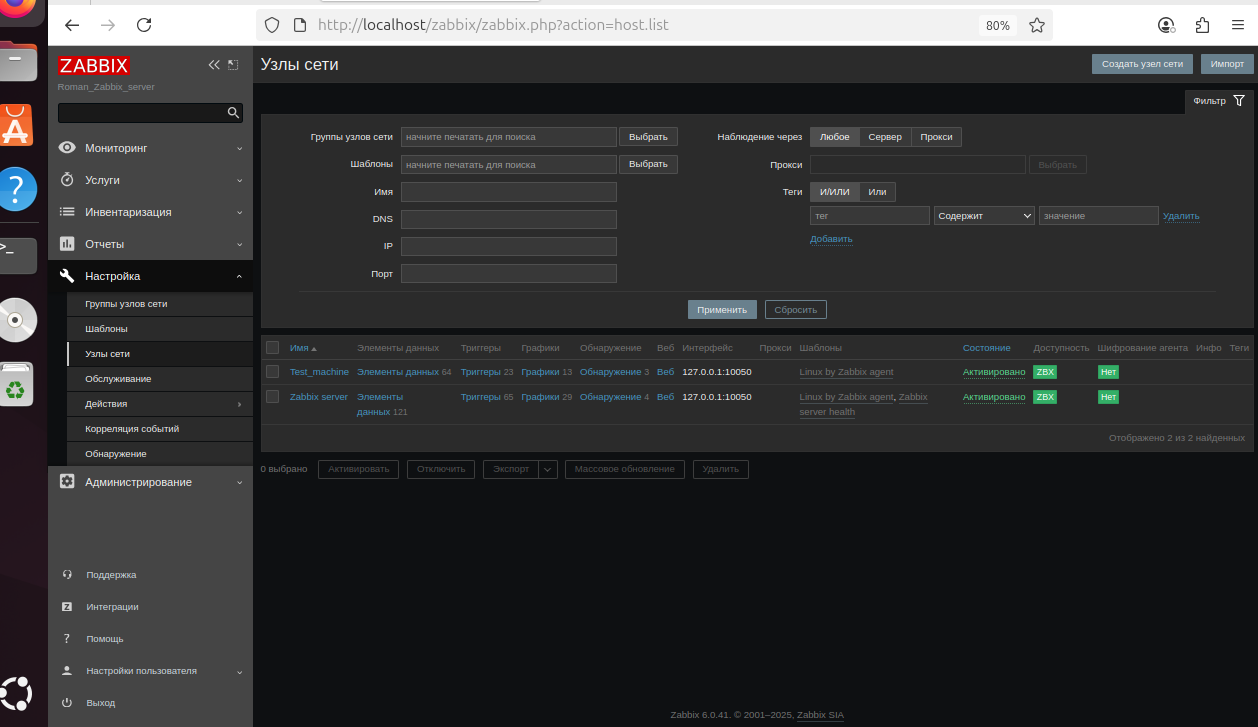 http://localhost/zabbix/zabbix.php?action=host.list
80%
ZABBIX
Roman_Zabbix_server
Мониторинг
Услуги
Инвентаризация
Отчеты
Настройка
Группы узлов сети
Шаблоны
Узлы сети
Обслуживание
Действия
Корреляция событий
Обнаружение
Администрирование
Поддержка
Интеграции
Помощь
Настройки пользователя
Выход
Узлы сети
Создать узел сети Импорт
Фильтр
Группы узлов сети начните печатать для поиска Выбрать
Шаблоны начните печатать для поиска Выбрать
Имя
DNS
IP
Порт
Наблюдение через Любое Сервер Прокси
Прокси Выбрать
Теги И/ИЛИ Или
тег Содержит значение Удалить
Добавить
Применить Сбросить
Имя Элементы данных Триггеры Графики Обнаружение Веб Интерфейс Прокси Шаблоны Состояние Доступность Шифрование агента Инфо Теги
Test_machine Элементы данных 64 Триггеры 23 Графики 13 Обнаружение 3 Веб 127.0.0.1:10050 Linux by Zabbix agent Активировано ZBX Нет
Zabbix server Элементы Триггеры 65 Графики 29 Обнаружение 4 Веб 127.0.0.1:10050 Linux by Zabbix agent, Zabbix Активировано ZBX Нет
данных 121 server health
Отображено 2 из 2 найденных
0 выбрано Активировать Отключить Экспорт Массовое обновление Удалить
Zabbix 6.0.41. © 2001–2025, Zabbix SIA